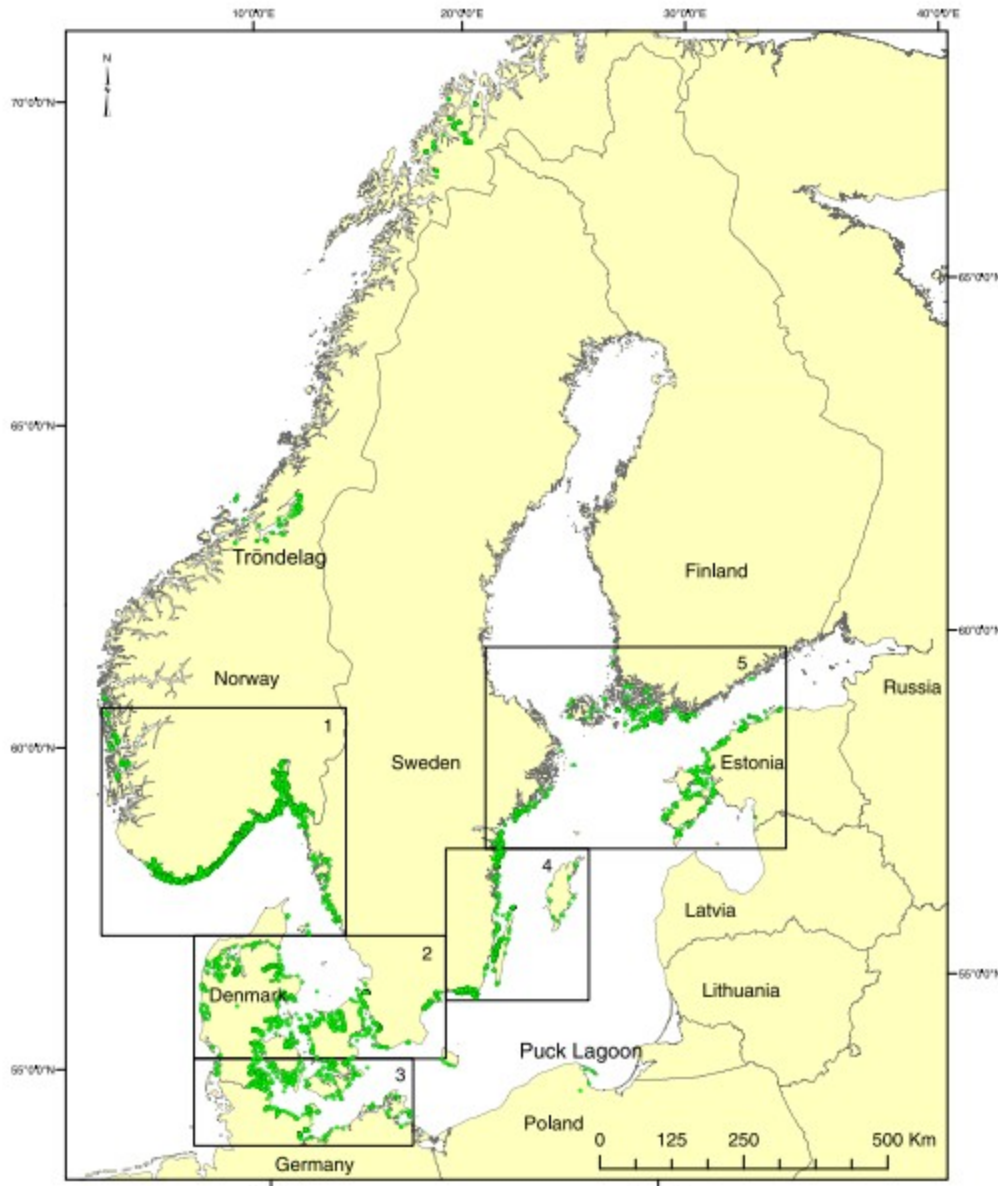 10°0'0"E 20°0'0"E 30°0'0"E 40°0'0"E
N
70°0'0"N
65°0'0"N
65°0'0"N
Tröndelag
Finland
60°0'0"N
5
Norway
Russia
1
60°0'0"N
Sweden
Estonia
4
Latvia
2
55°0'0"N
Denmark
Lithuania
Puck Lagoon
55°0'0"N
3
Poland
0 125 250 500 Km
Germany